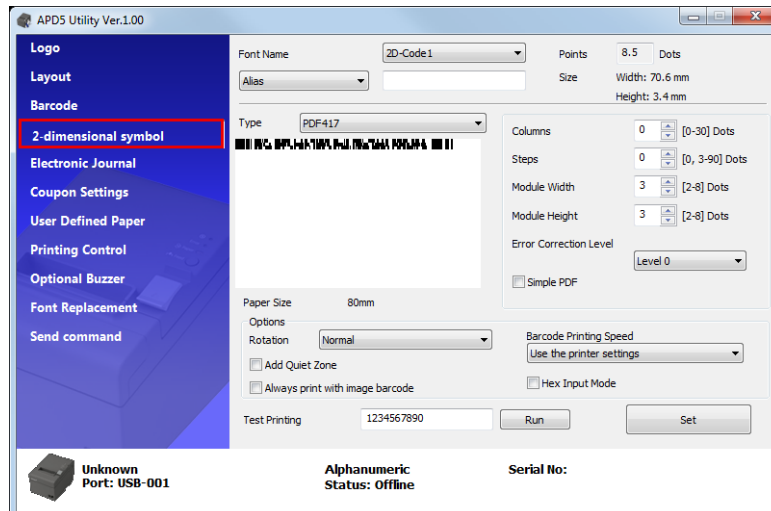 APD5 Utility Ver.1.00
Logo
Layout
Barcode
2-dimensional symbol
Electronic Journal
Coupon Settings
User Defined Paper
Printing Control
Optional Buzzer
Font Replacement
Send command
Font Name 2D-Code1 Points 8.5 Dots
Alias Size Width: 70.6 mm
Height: 3.4 mm
Type PDF417
Columns 0 [0-30] Dots
Steps 0 [0, 3-90] Dots
Module Width 3 [2-8] Dots
Module Height 3 [2-8] Dots
Error Correction Level
Level 0
Simple PDF
Paper Size 80mm
Options
Rotation Normal
Barcode Printing Speed
Use the printer settings
Add Quiet Zone
Always print with image barcode
Hex Input Mode
Test Printing 1234567890 Run Set
Unknown
Port: USB-001
Alphanumeric
Status: Offline
Serial No: